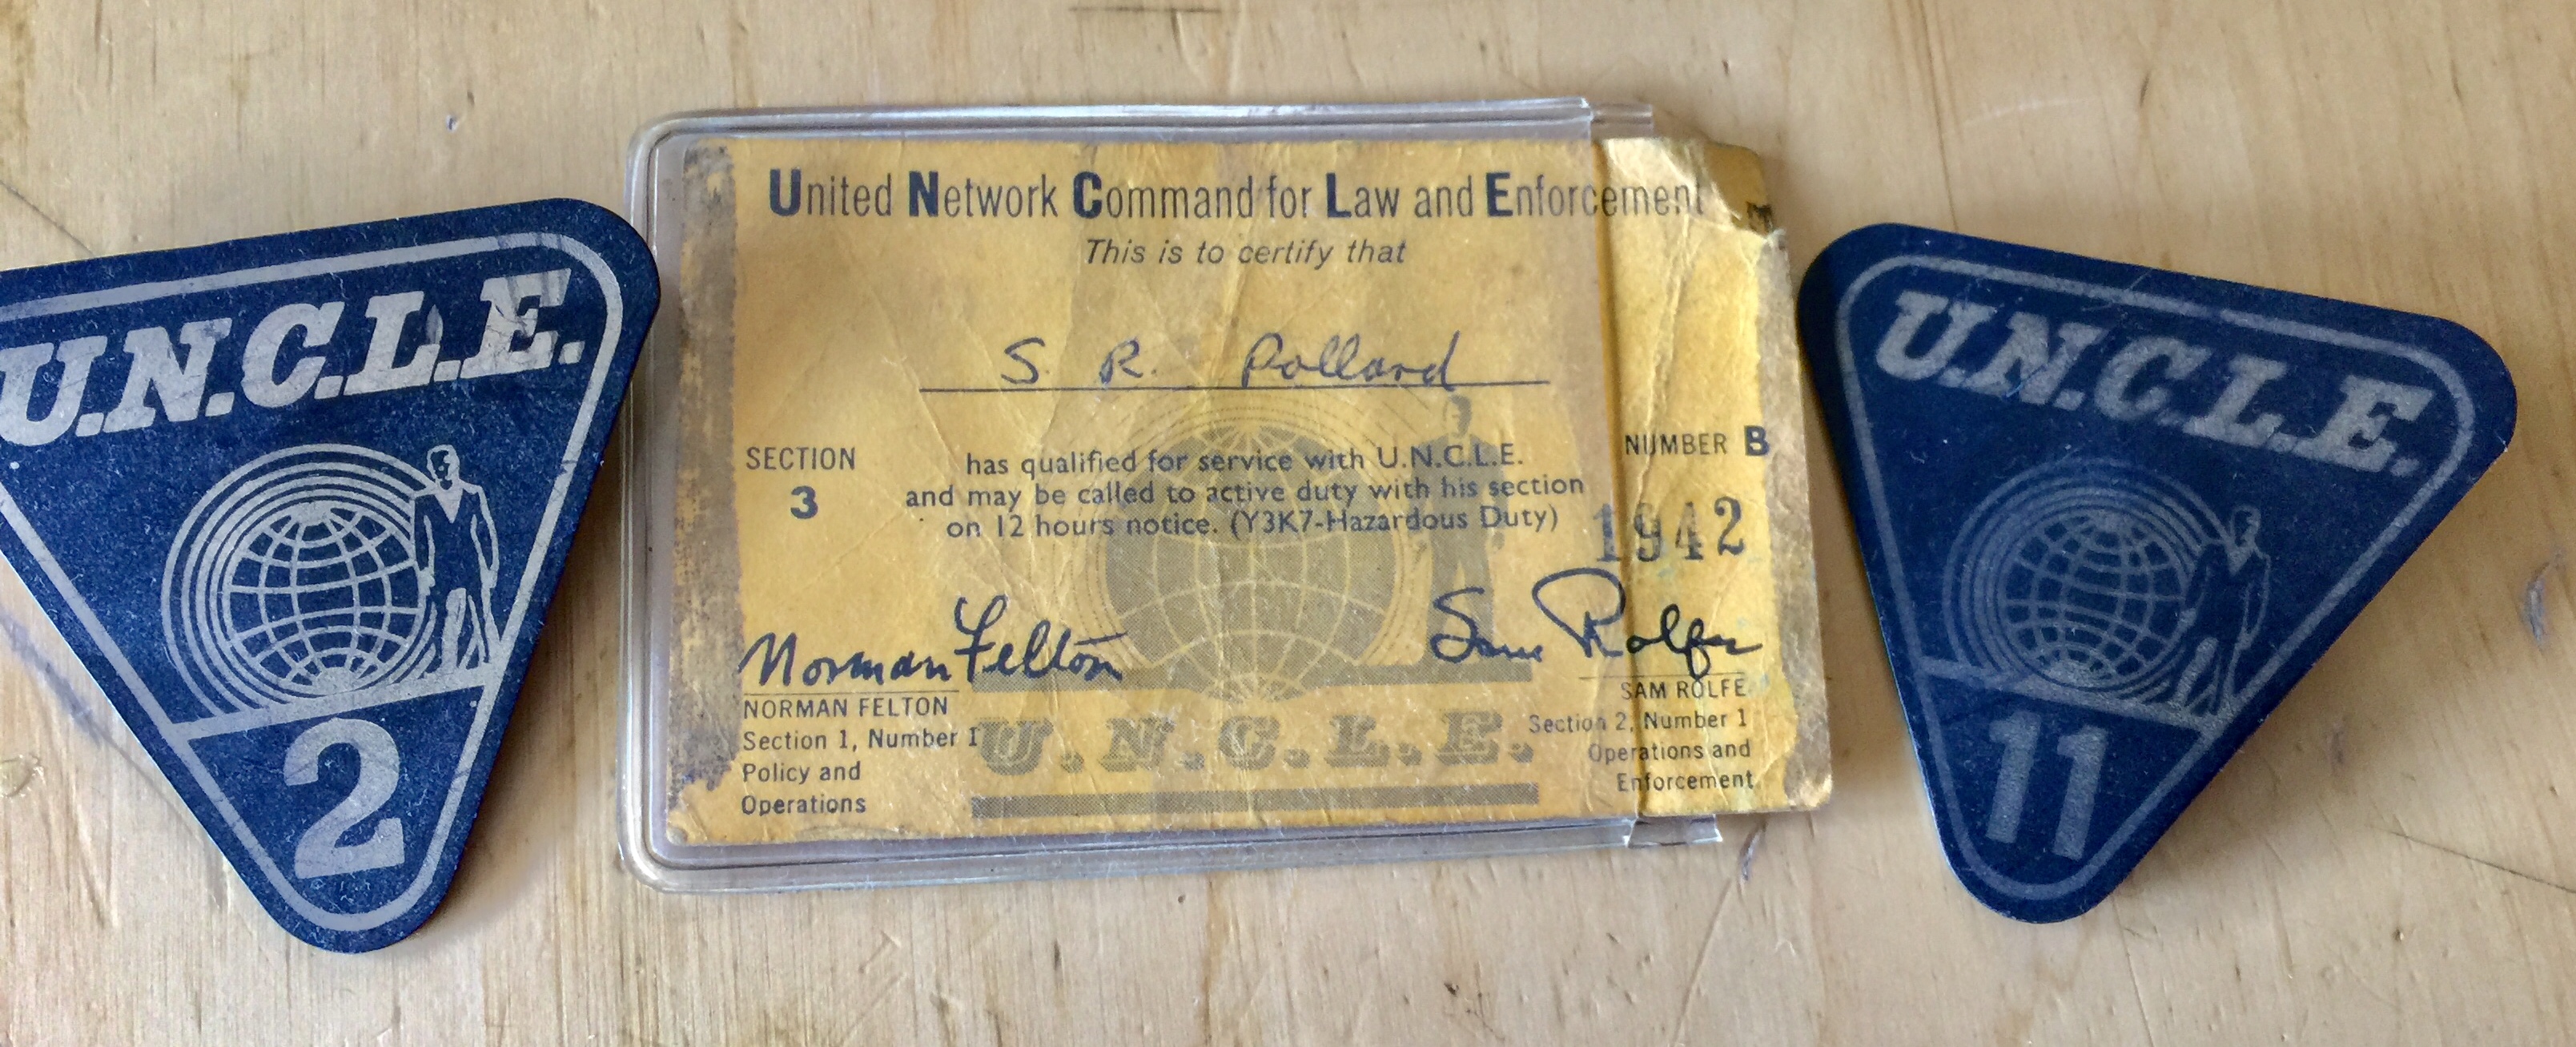 U.N.C.L.E.
2
United Network Command for Law and Enforcement
This is to certify that
S. R. Pollard
SECTION
3
has qualified for service with U.N.C.L.E.
and may be called to active duty with his section
on 12 hours notice. (Y3K7-Hazardous Duty)
NUMBER B
1942
Norman Felton
NORMAN FELTON
Section 1, Number 1
Policy and
Operations
U.N.C.L.E.
Sam Rolfe
SAM ROLFE
Section 2, Number 1
Operations and
Enforcement
U.N.C.L.E.
11